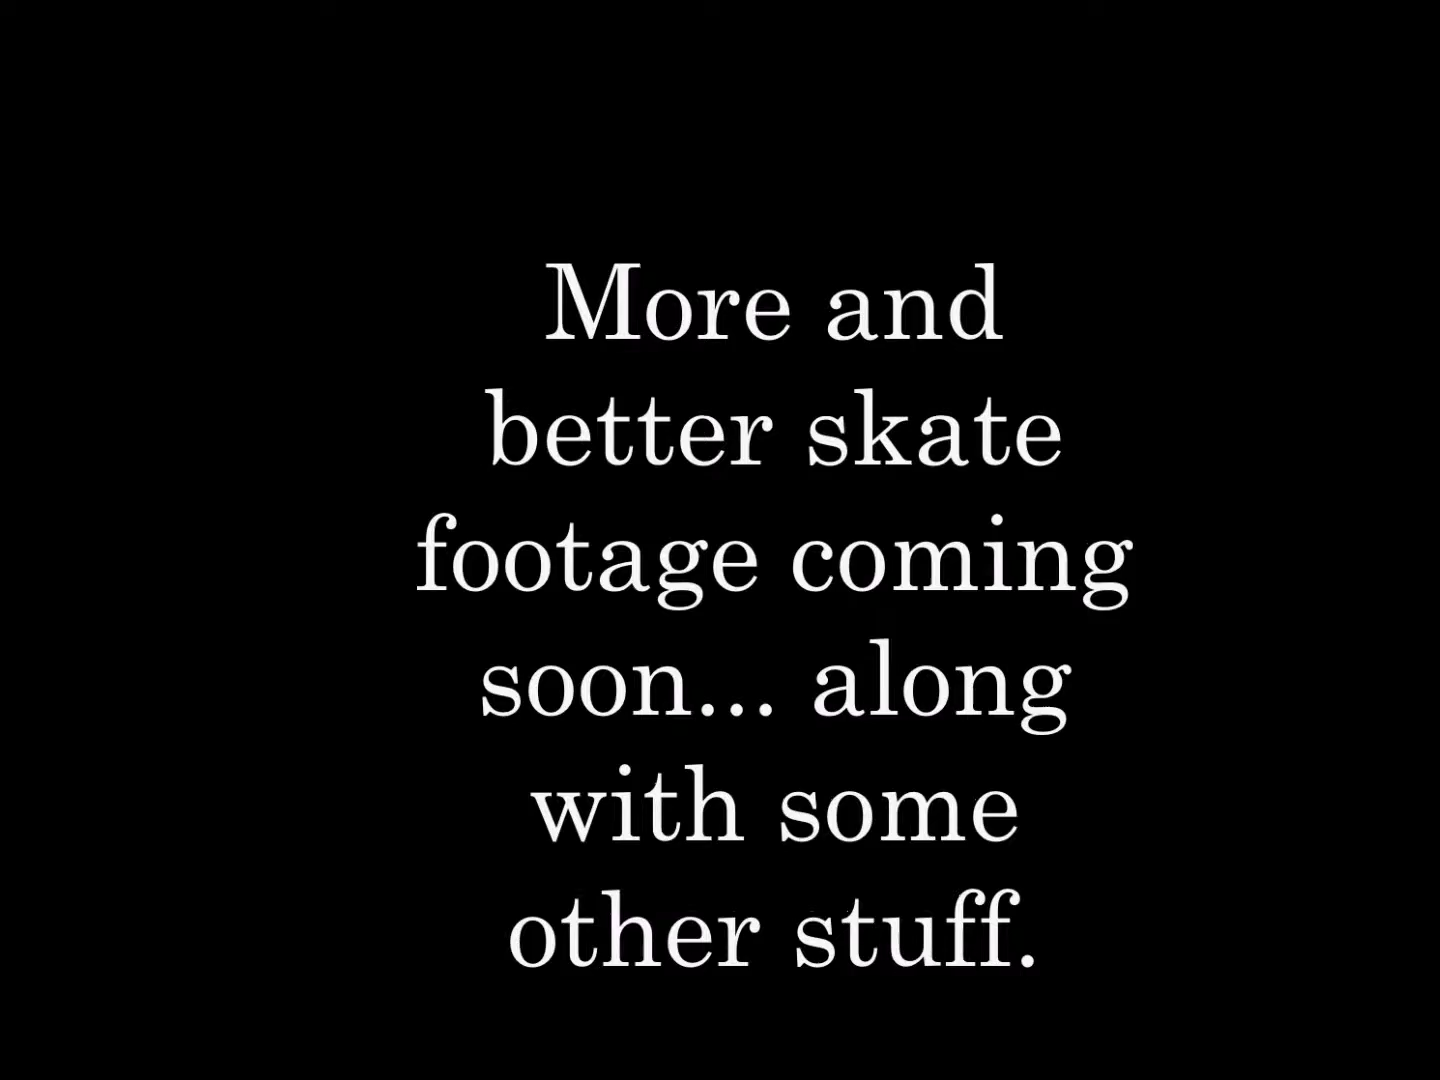 More and
better skate
footage coming
soon... along
with some
other stuff.